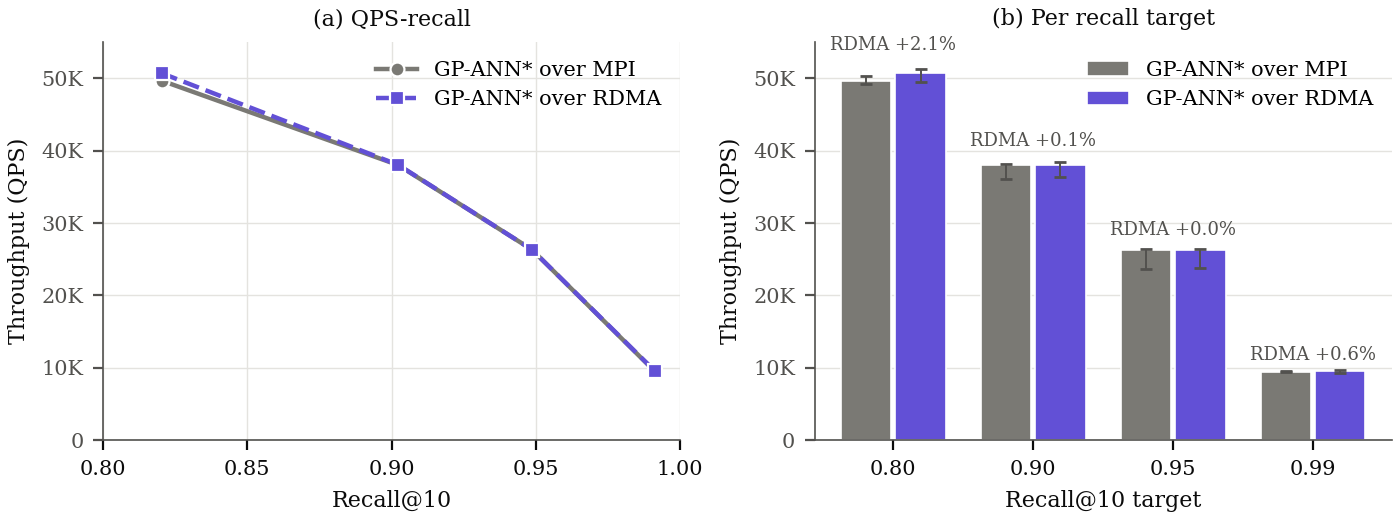 (a) QPS-recall
50K
40K
30K
20K
10K
0
Throughput (QPS)
GP-ANN* over MPI
GP-ANN* over RDMA
0.80
0.85
0.90
0.95
1.00
Recall@10
(b) Per recall target
RDMA +2.1%
RDMA +0.1%
RDMA +0.0%
RDMA +0.6%
GP-ANN* over MPI
GP-ANN* over RDMA
50K
40K
30K
20K
10K
0
Throughput (QPS)
0.80
0.90
0.95
0.99
Recall@10 target